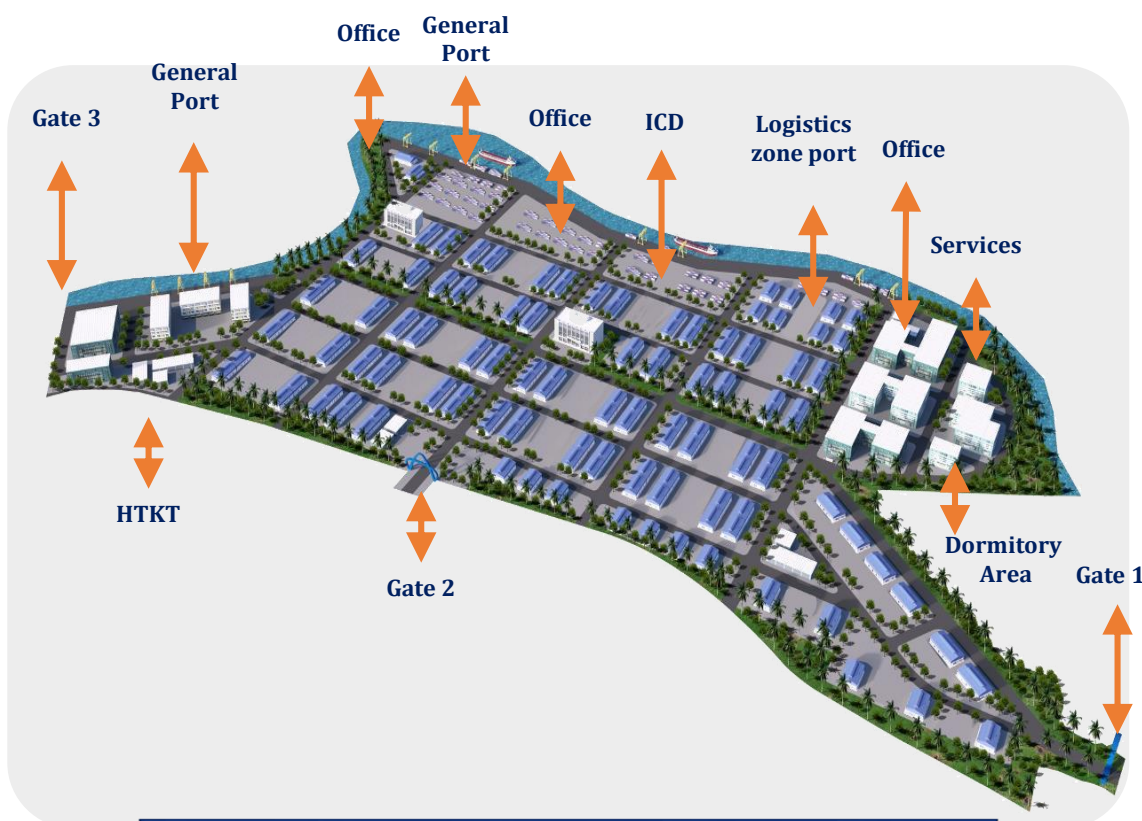 Office
General
Port
General
Port
Gate 3
Office
ICD
Logistics
zone port
Office
Services
HTKT
Gate 2
Dormitory
Area
Gate 1